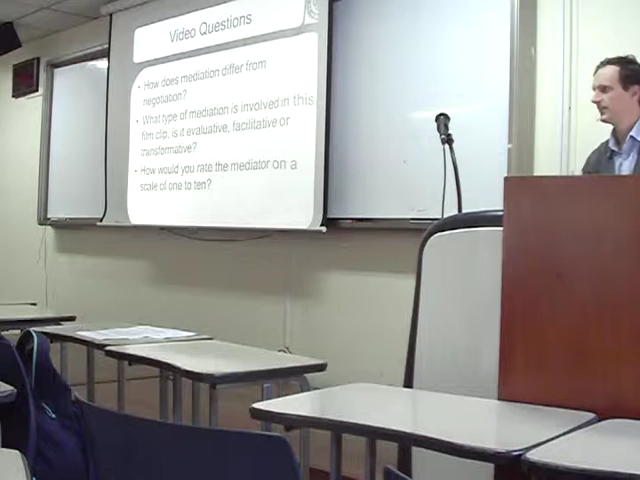 Video Questions
• How does mediation differ from
negotiation?
• What type of mediation is involved in this
film clip, is it evaluative, facilitative or
transformative?
• How would you rate the mediator on a
scale of one to ten?